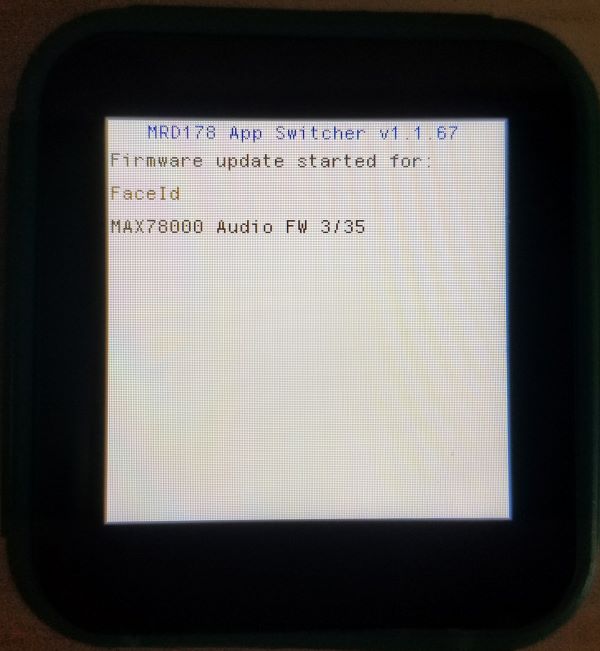 MRD178 App Switcher v1.1.67
Firmware update started for:
FaceId
MAX78000 Audio FW 3/35